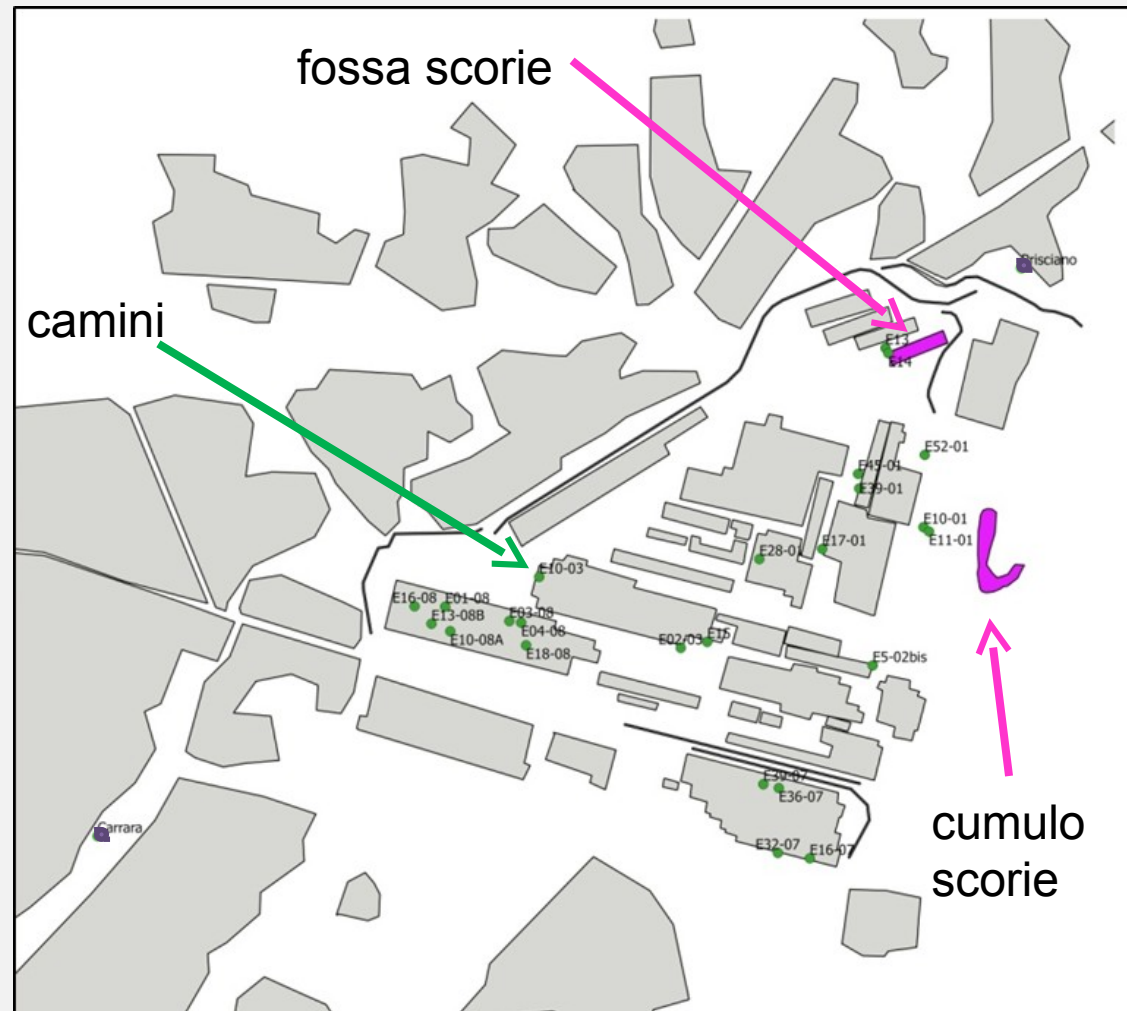 fossa scorie
Prisciano
camini
E13
E14
E52-01
E45-01
E39-01
E10-01
E11-01
E17-01
E28-01
E10-03
E16-08
E01-08
E13-08B
E03-08
E04-08
E10-08A
E18-08
E02-03
E15
E5-02bis
E39-07
E36-07
cumulo
scorie
Carrara
E32-07
E16-07